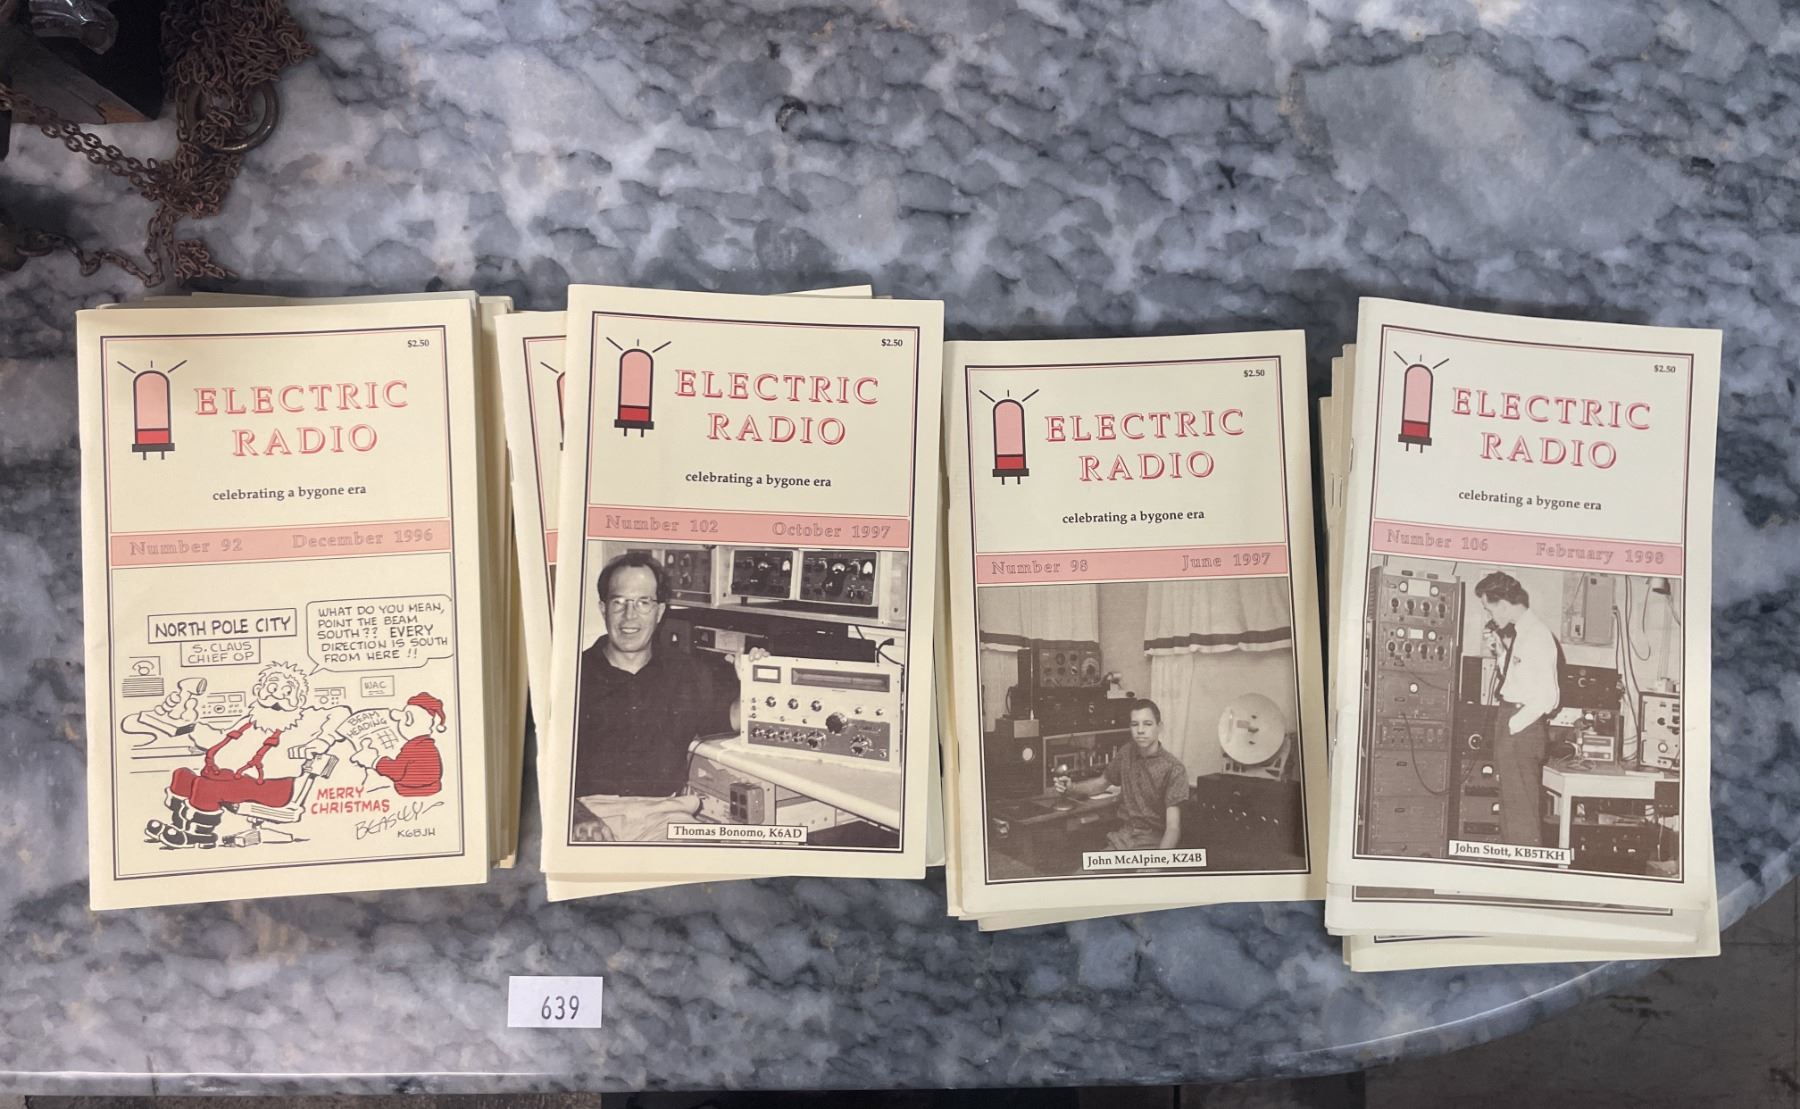 $2.50
ELECTRIC
RADIO
celebrating a bygone era
Number 92 December 1996
NORTH POLE CITY
S. CLAUS
CHIEF OP
WHAT DO YOU MEAN,
POINT THE BEAM
SOUTH?? EVERY
DIRECTION IS SOUTH
FROM HERE !!
WAC
BEAM
HEADING
MERRY
CHRISTMAS
BEASLEY
K6BJH
$2.50
ELECTRIC
RADIO
celebrating a bygone era
Number 102 October 1997
Thomas Bonomo, K6AD
$2.50
ELECTRIC
RADIO
celebrating a bygone era
Number 98 June 1997
John McAlpine, KZ4B
$2.50
ELECTRIC
RADIO
celebrating a bygone era
Number 106 February 1998
John Stott, KB5TKH
639